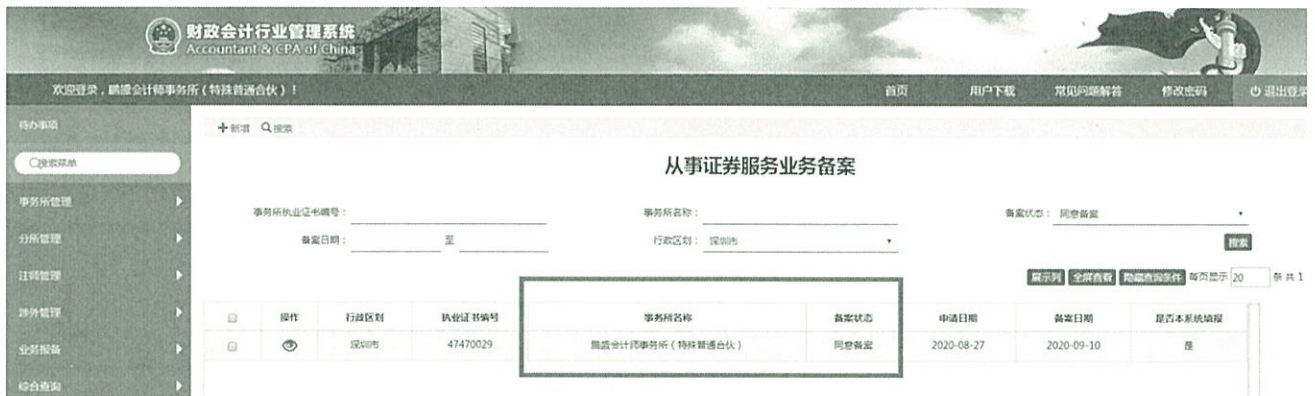 财政会计行业管理系统
Accountant & CPA of China
欢迎登录，鹏盛会计师事务所（特殊普通合伙）！ 首页 用户下载 常见问题解答 修改密码 退出登录
待办事项
新增 搜索
搜索菜单
从事证券服务业务备案
事务所管理
事务所执业证书编号： 事务所名称： 备案状态： 同意备案
分所管理
备案日期： 至 行政区划： 深圳市 搜索
注师管理
显示列 全屏查看 隐藏查询条件 每页显示 20 条 共 1
涉外管理
操作 行政区划 执业证书编号 事务所名称 备案状态 申请日期 备案日期 是否本系统填报
业务报备
深圳市 47470029 鹏盛会计师事务所（特殊普通合伙） 同意备案 2020-08-27 2020-09-10 是
综合查询